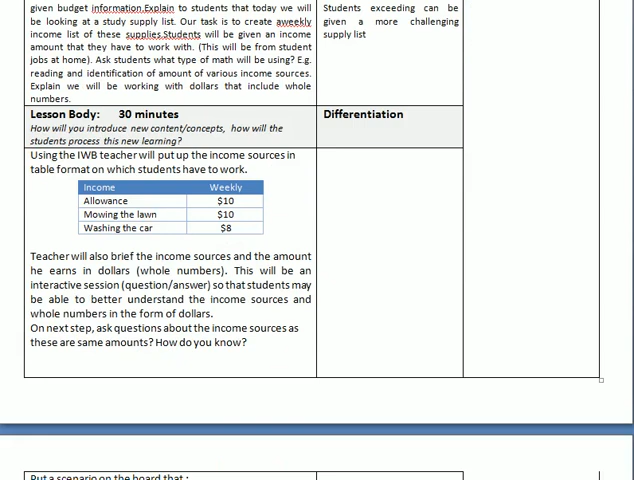 given budget information.Explain to students that today we will
be looking at a study supply list. Our task is to create aweekly
income list of these supplies.Students will be given an income
amount that they have to work with. (This will be from student
jobs at home). Ask students what type of math will be using? E.g.
reading and identification of amount of various income sources.
Explain we will be working with dollars that include whole
numbers.
Students exceeding can be
given a more challenging
supply list
Lesson Body: 30 minutes
How will you introduce new content/concepts, how will the
students process this new learning?
Differentiation
Using the IWB teacher will put up the income sources in
table format on which students have to work.
Income Weekly
Allowance $10
Mowing the lawn $10
Washing the car $8
Teacher will also brief the income sources and the amount
he earns in dollars (whole numbers). This will be an
interactive session (question/answer) so that students may
be able to better understand the income sources and
whole numbers in the form of dollars.
On next step, ask questions about the income sources as
these are same amounts? How do you know?
Put a scenario on the board that :